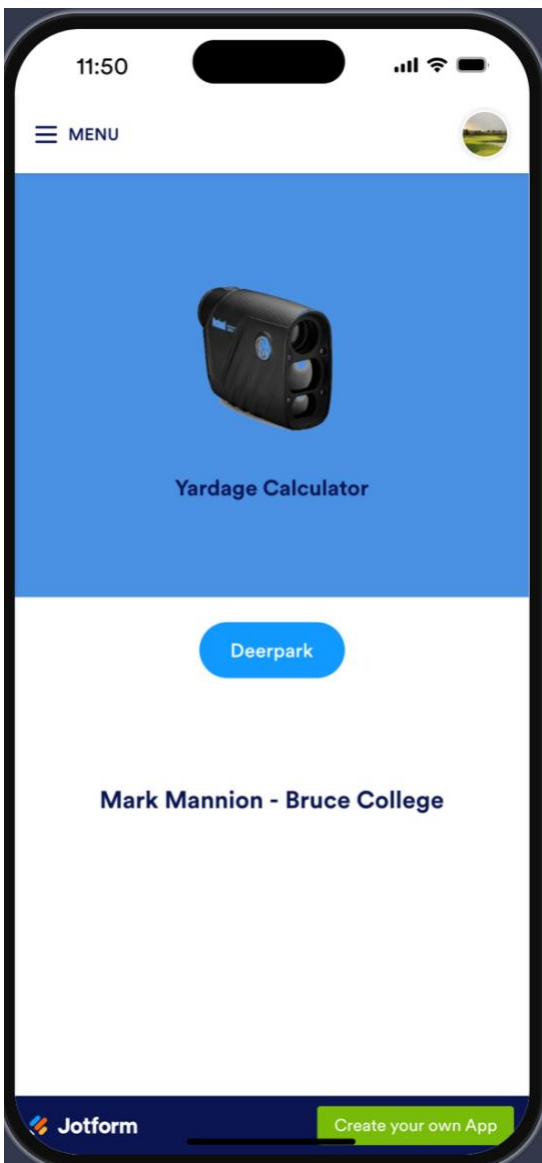 11:50
MENU
Yardage Calculator
Deerpark
Mark Mannion - Bruce College
Jotform
Create your own App